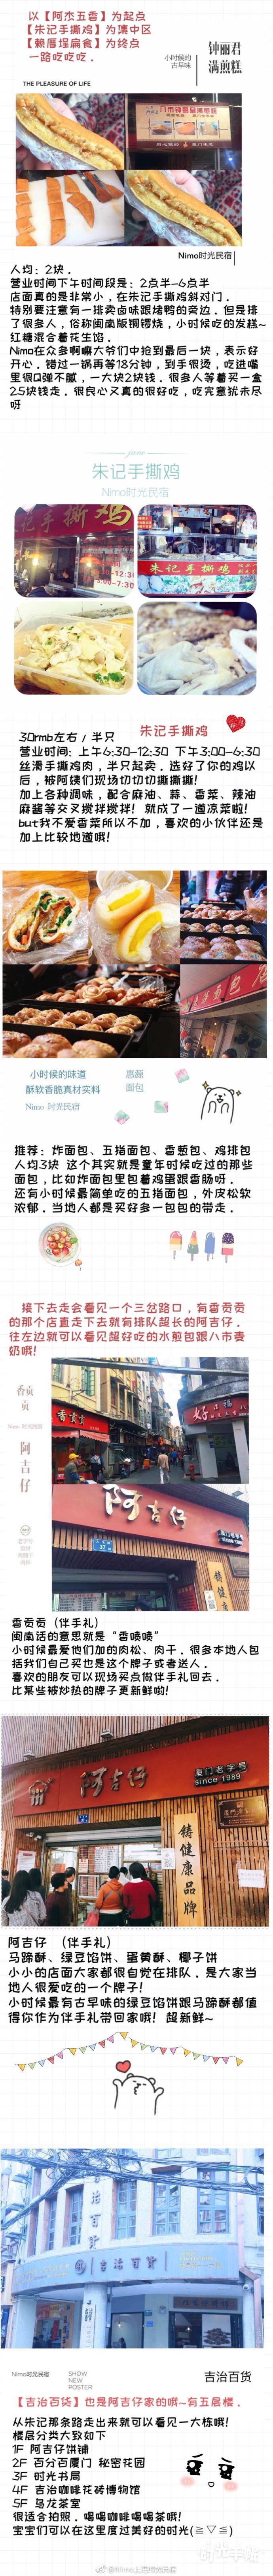 以【阿杰五香】为起点
【朱记手撕鸡】为集中区
【赖厝埕扁食】为终点
一路吃吃吃．
THE PLEASURE OF LIFE
小时候的
古早味
钟丽君
满煎糕
Nimo时光民宿
人均：2块．
营业时间下午时间段是：2点半-6点半
店面真的是非常小，在朱记手撕鸡斜对门．
特别要注意有一排卖卤味跟烤鸭的旁边．但是排
了很多人，俗称闽南版铜锣烧，小时候吃的发糕~
红糖混合着花生馅．
Nimo在众多啊嘛大爷们中抢到最后一块，表示好
开心．错过一锅再等18分钟，到手很烫，吃进嘴
里很Q弹不腻，一大块2块钱．很多人等着买一盒
25块钱走．很良心又真的很好吃，吃完意犹未尽
呀
朱记手撕鸡
Nimo时光民宿
记手撕鸡
朱记手撕鸡
朱记手撕鸡
30rmb左右 / 半只
营业时间：上午6:30-12:30 下午3:00-6:30
丝滑手撕鸡肉，半只起卖．选好了你的鸡以
后，被阿姨们现场切切切撕撕撕！
加上各种调味，配合麻油、蒜、香菜、辣油
麻酱等交叉搅拌搅拌！就成了一道凉菜啦！
but我不爱香菜所以不加，喜欢的小伙伴还是
加上比较地道哦！
小时候的味道
酥软香脆真材实料
Nimo 时光民宿
惠源
面包
推荐：炸面包、五指面包、香葱包、鸡排包
人均3块 这个其实就是童年时候吃过的那些
面包，比如炸面包里包着鸡蛋跟香肠呀．
还有小时候最简单吃的五指面包，外皮松软
浓郁．当地人都是买好多一包包的带走．
接下去走会看见一个三岔路口，有香贡贡
的那个店直走下去就有排队超长的阿吉仔．
往左边就可以看见超好吃的水煎包跟八市麦
奶哦！
香贡
贡
Nimo 时光民宿
阿
吉
仔
香贡贡
阿吉仔
铸健康
香贡贡（伴手礼）
闽南话的意思就是“香喷喷”
小时候最爱他们加的肉松、肉干．很多本地人包
括我们自己买也是这个牌子或者迷人．
喜欢的朋友可以现场买点做伴手礼回去．
比某些被炒热的牌子更新鲜啦！
阿吉仔
厦门老字号
since 1989
铸健康品牌
阿吉仔 （伴手礼）
马蹄酥、绿豆馅饼、蛋黄酥、椰子饼
小小的店面大家都很自觉在排队．是大家当
地人很爱吃的一个牌子！
小时候最有古早味的绿豆馅饼跟马蹄酥都值
得你作为伴手礼带回家哦！超新鲜~
吉治百货
吉治百货
Nimo时光民宿
SHOW
NEW
POSTER
吉治百货
【吉治百货】也是阿吉仔家的哦~有五层楼．
从朱记那条路走出来就可以看见一大栋哦！
楼层分类大致如下
1F 阿吉仔饼铺
2F 百分百厦门 秘密花园
3F 时光书局
4F 吉治咖啡花砖博物馆
5F 乌龙茶室
很适合拍照．喝喝咖啡喝喝茶哦！
宝宝们可以在这里度过美好的时光(≧▽≦)